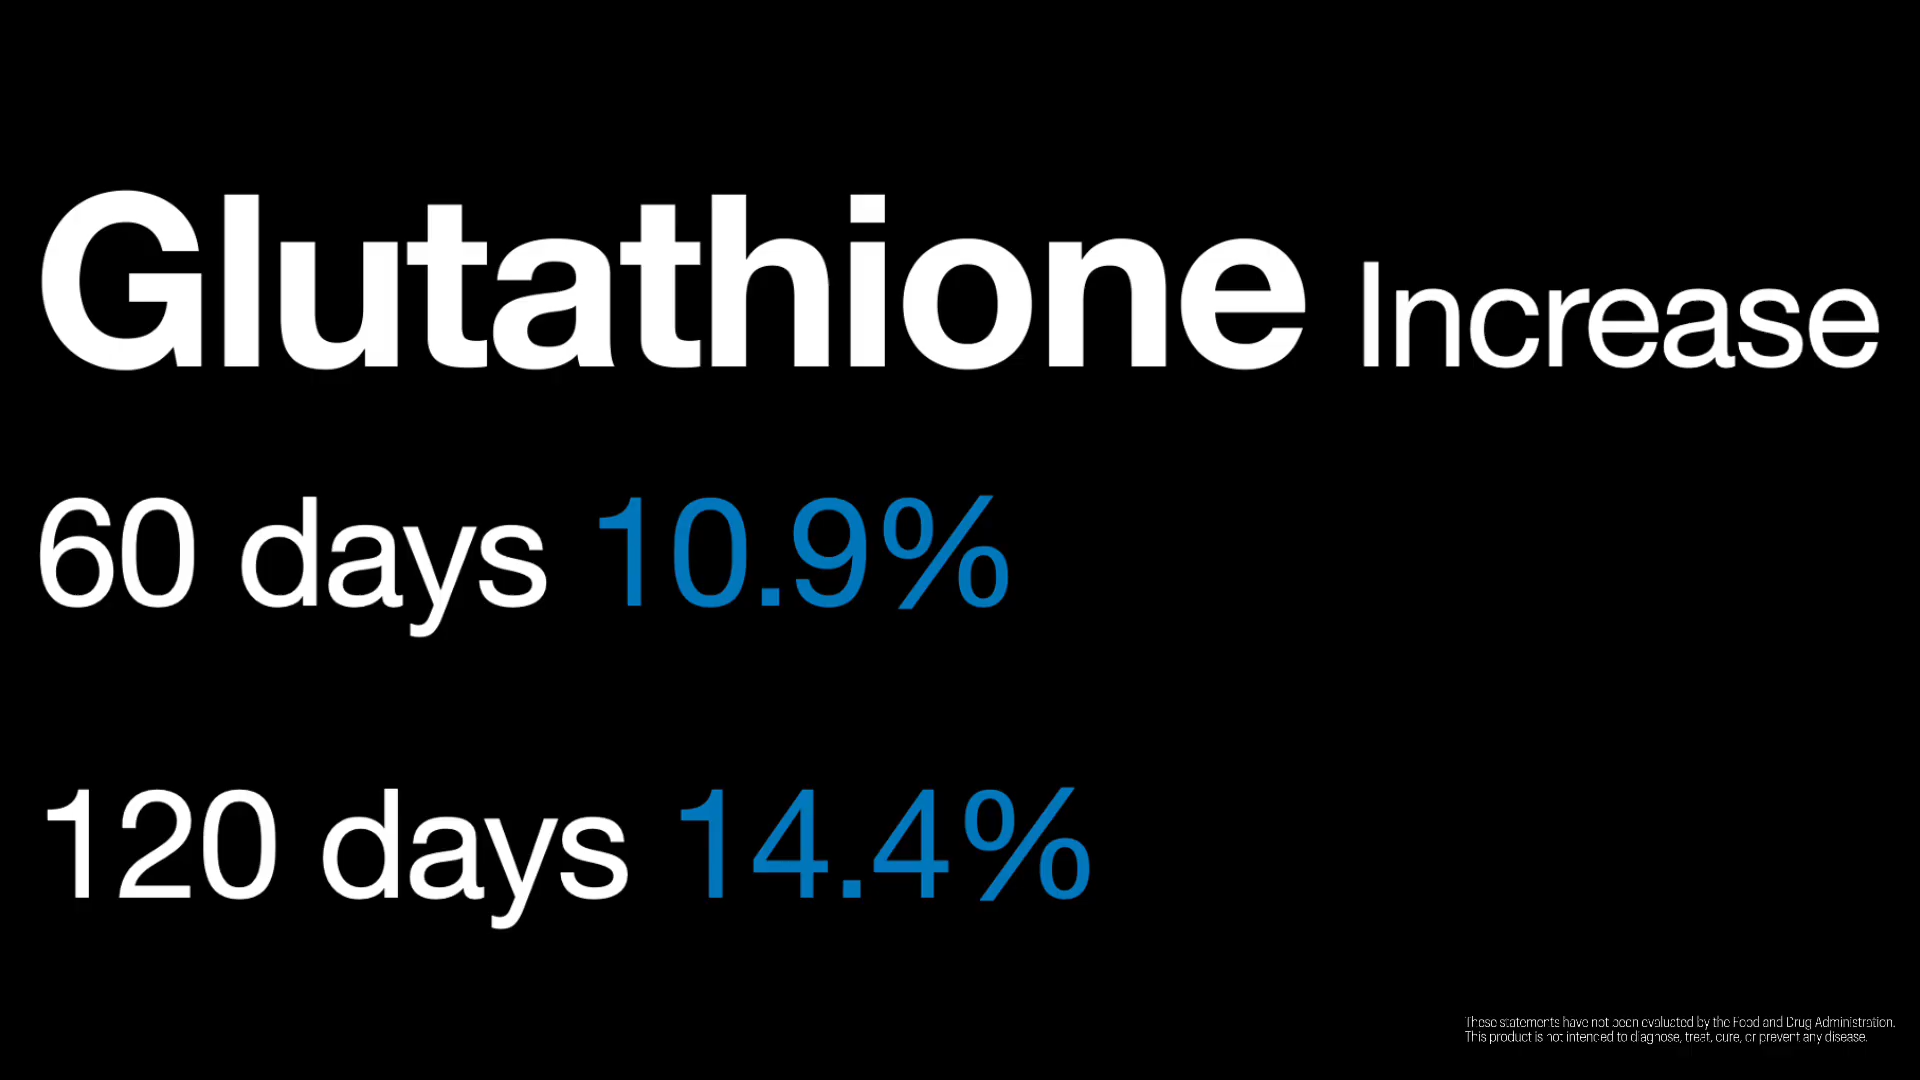 Glutathione Increase
60 days 10.9%
120 days 14.4%
These statements have not been evaluated by the Food and Drug Administration.
This product is not intended to diagnose, treat, cure, or prevent any disease.